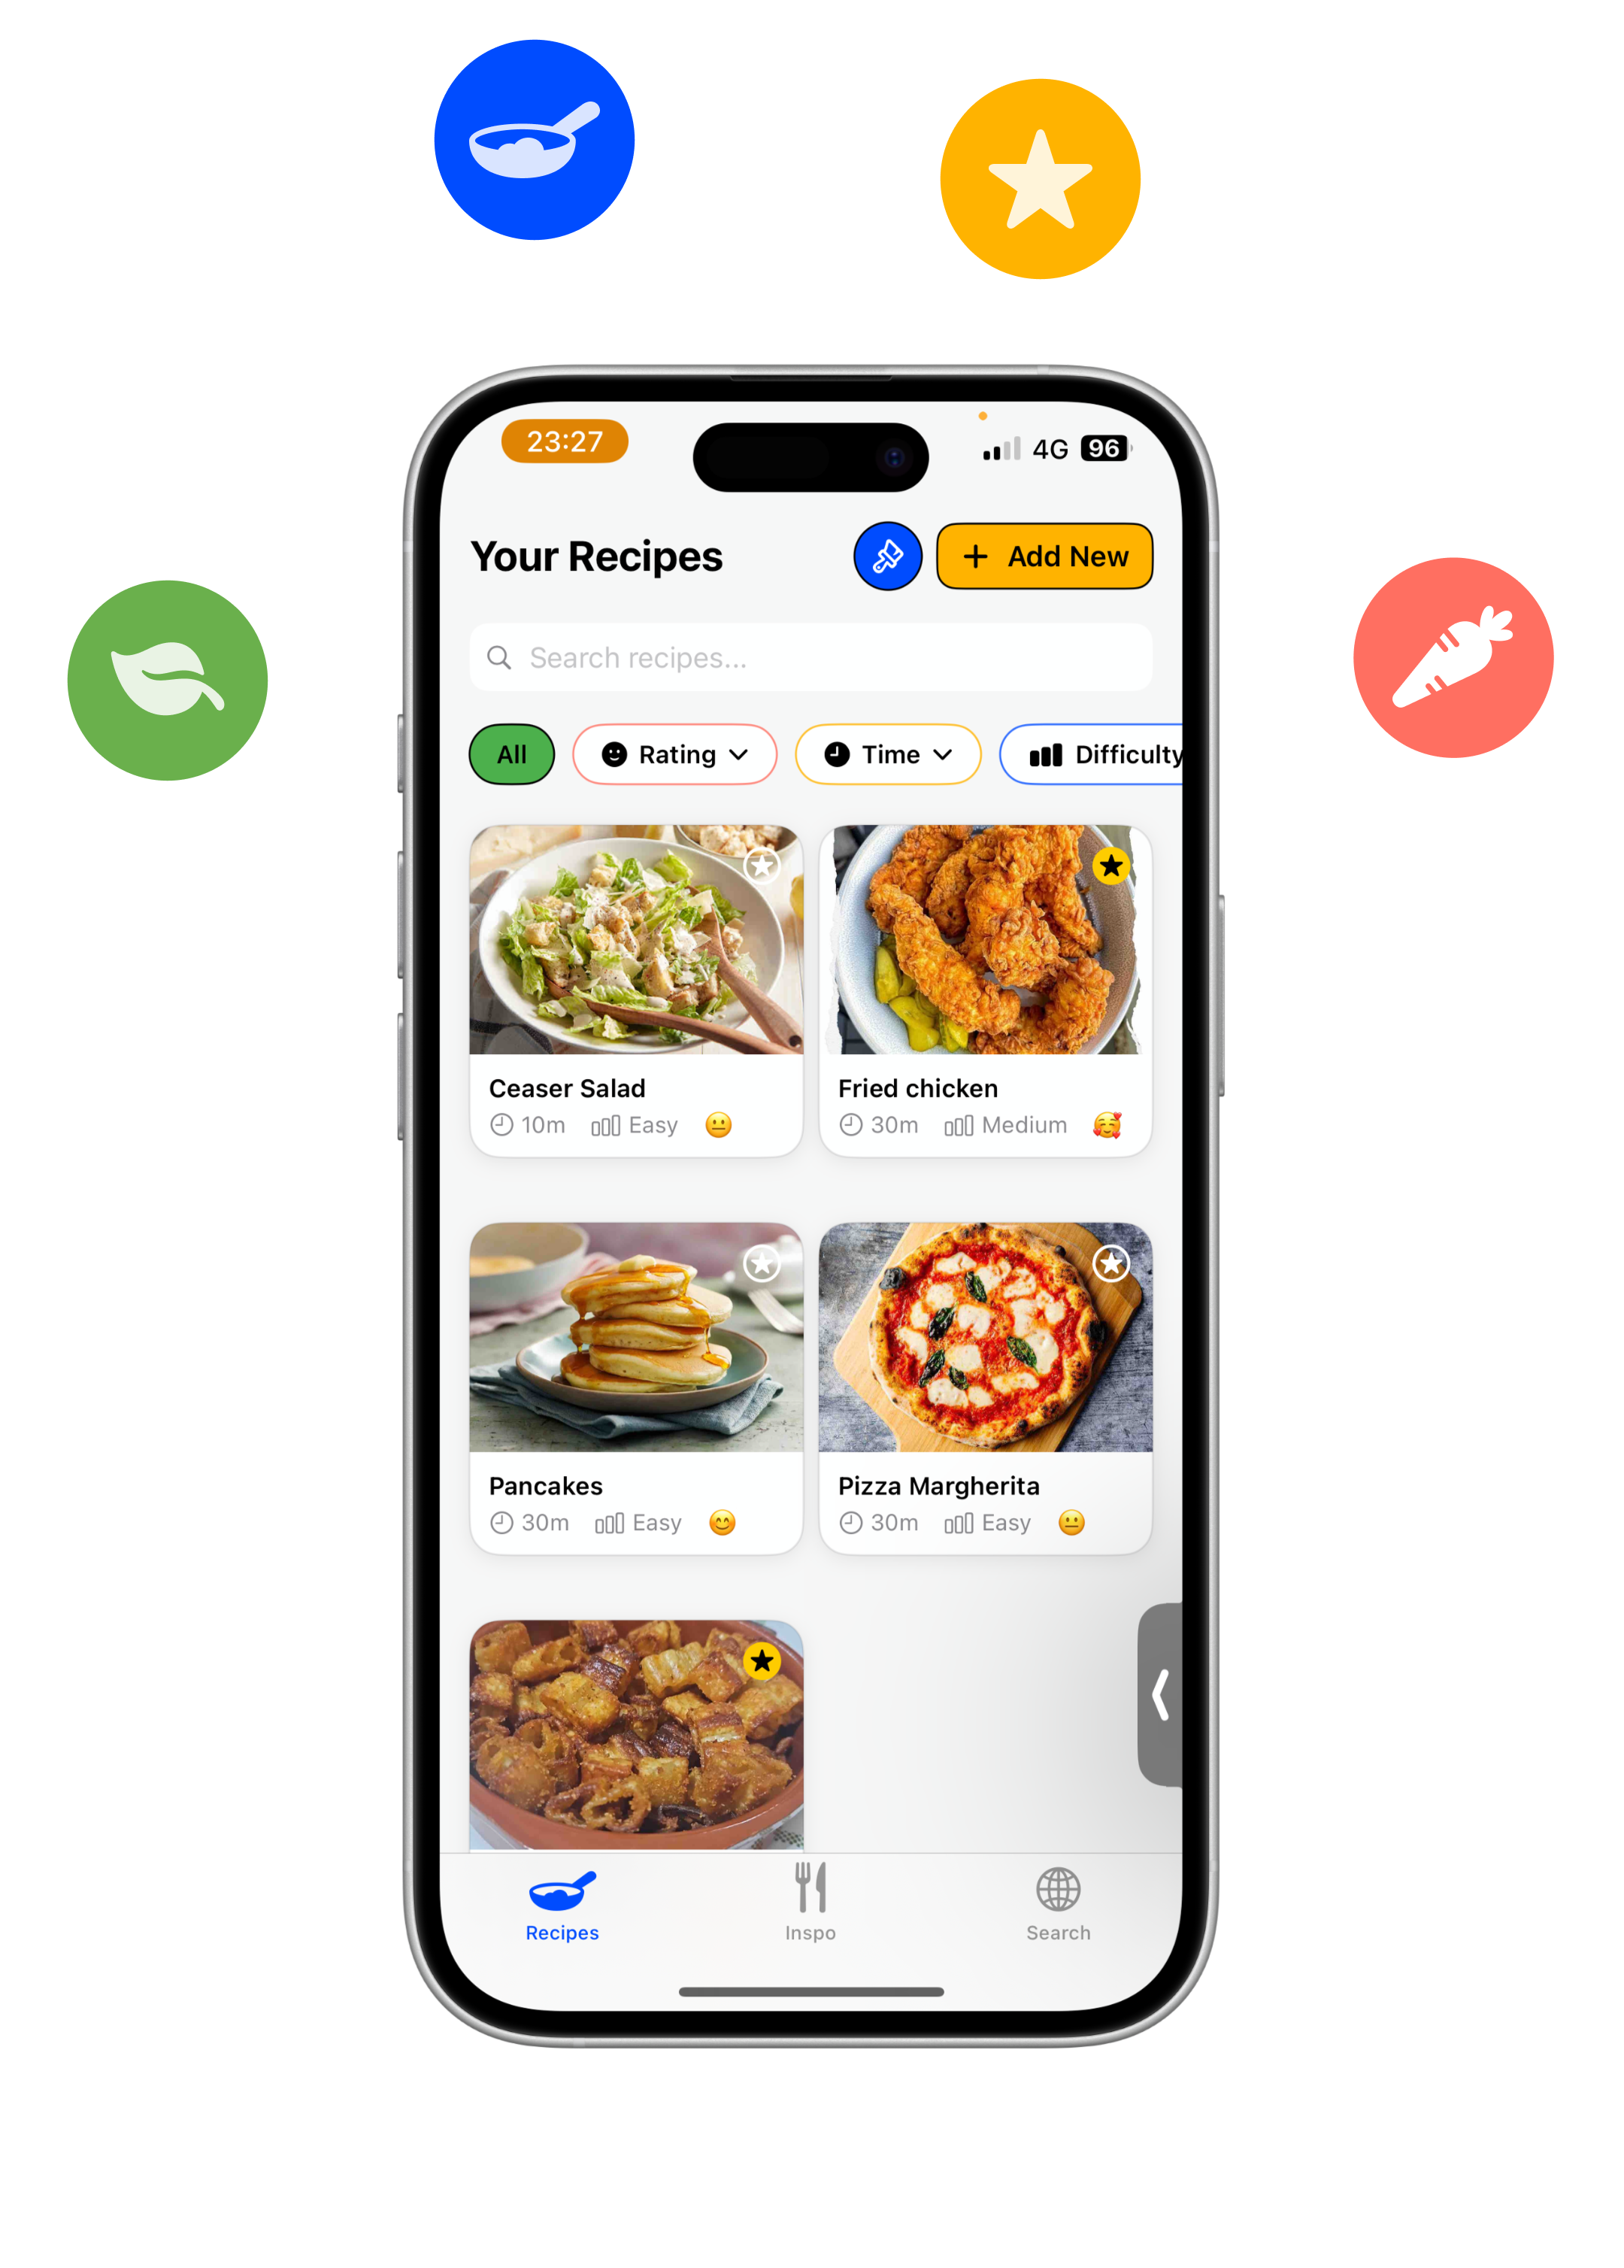 23:27 4G 96
Your Recipes
Add New
Search recipes...
All Rating Time Difficulty
Ceaser Salad
10m Easy
Fried chicken
30m Medium
Pancakes
30m Easy
Pizza Margherita
30m Easy
Recipes Inspo Search